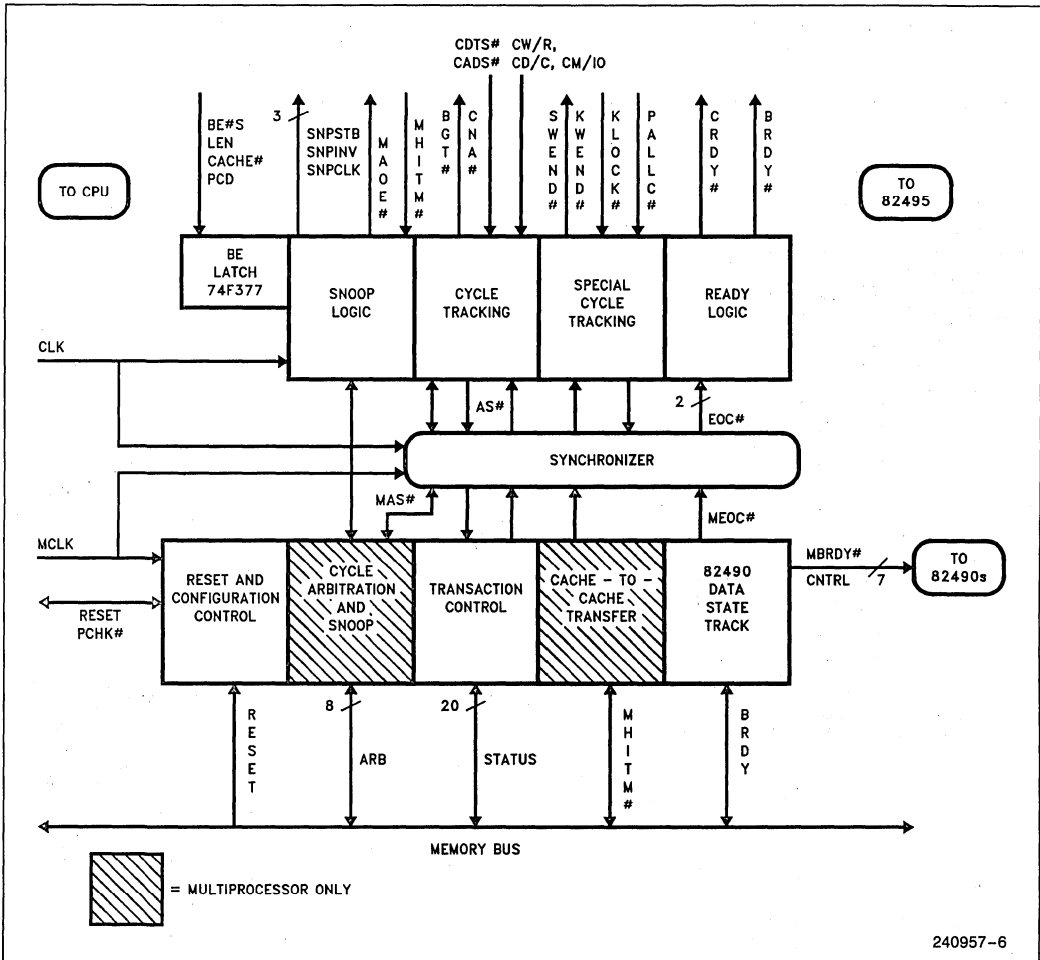 CDTS# CW/R,
CADS# CD/C, CM/IO
BE#S
LEN
CACHE#
PCD
3
SNPSTB
SNPINV
SNPCLK
MAOE#
MHITM#
BGT#
CNA#
SWEND#
KWEND#
KLOCK#
PALLC#
CRDY#
BRDY#
TO CPU
TO
82495
BE
LATCH
74F377
SNOOP
LOGIC
CYCLE
TRACKING
SPECIAL
CYCLE
TRACKING
READY
LOGIC
CLK
AS#
2
EOC#
SYNCHRONIZER
MAS#
MEOC#
MCLK
RESET
PCHK#
RESET AND
CONFIGURATION
CONTROL
CYCLE
ARBITRATION
AND
SNOOP
TRANSACTION
CONTROL
CACHE - TO -
CACHE
TRANSFER
82490
DATA
STATE
TRACK
MBRDY#
CNTRL
7
TO
82490s
RESET
8
ARB
20
STATUS
MHITM#
BRDY
MEMORY BUS
= MULTIPROCESSOR ONLY
240957-6